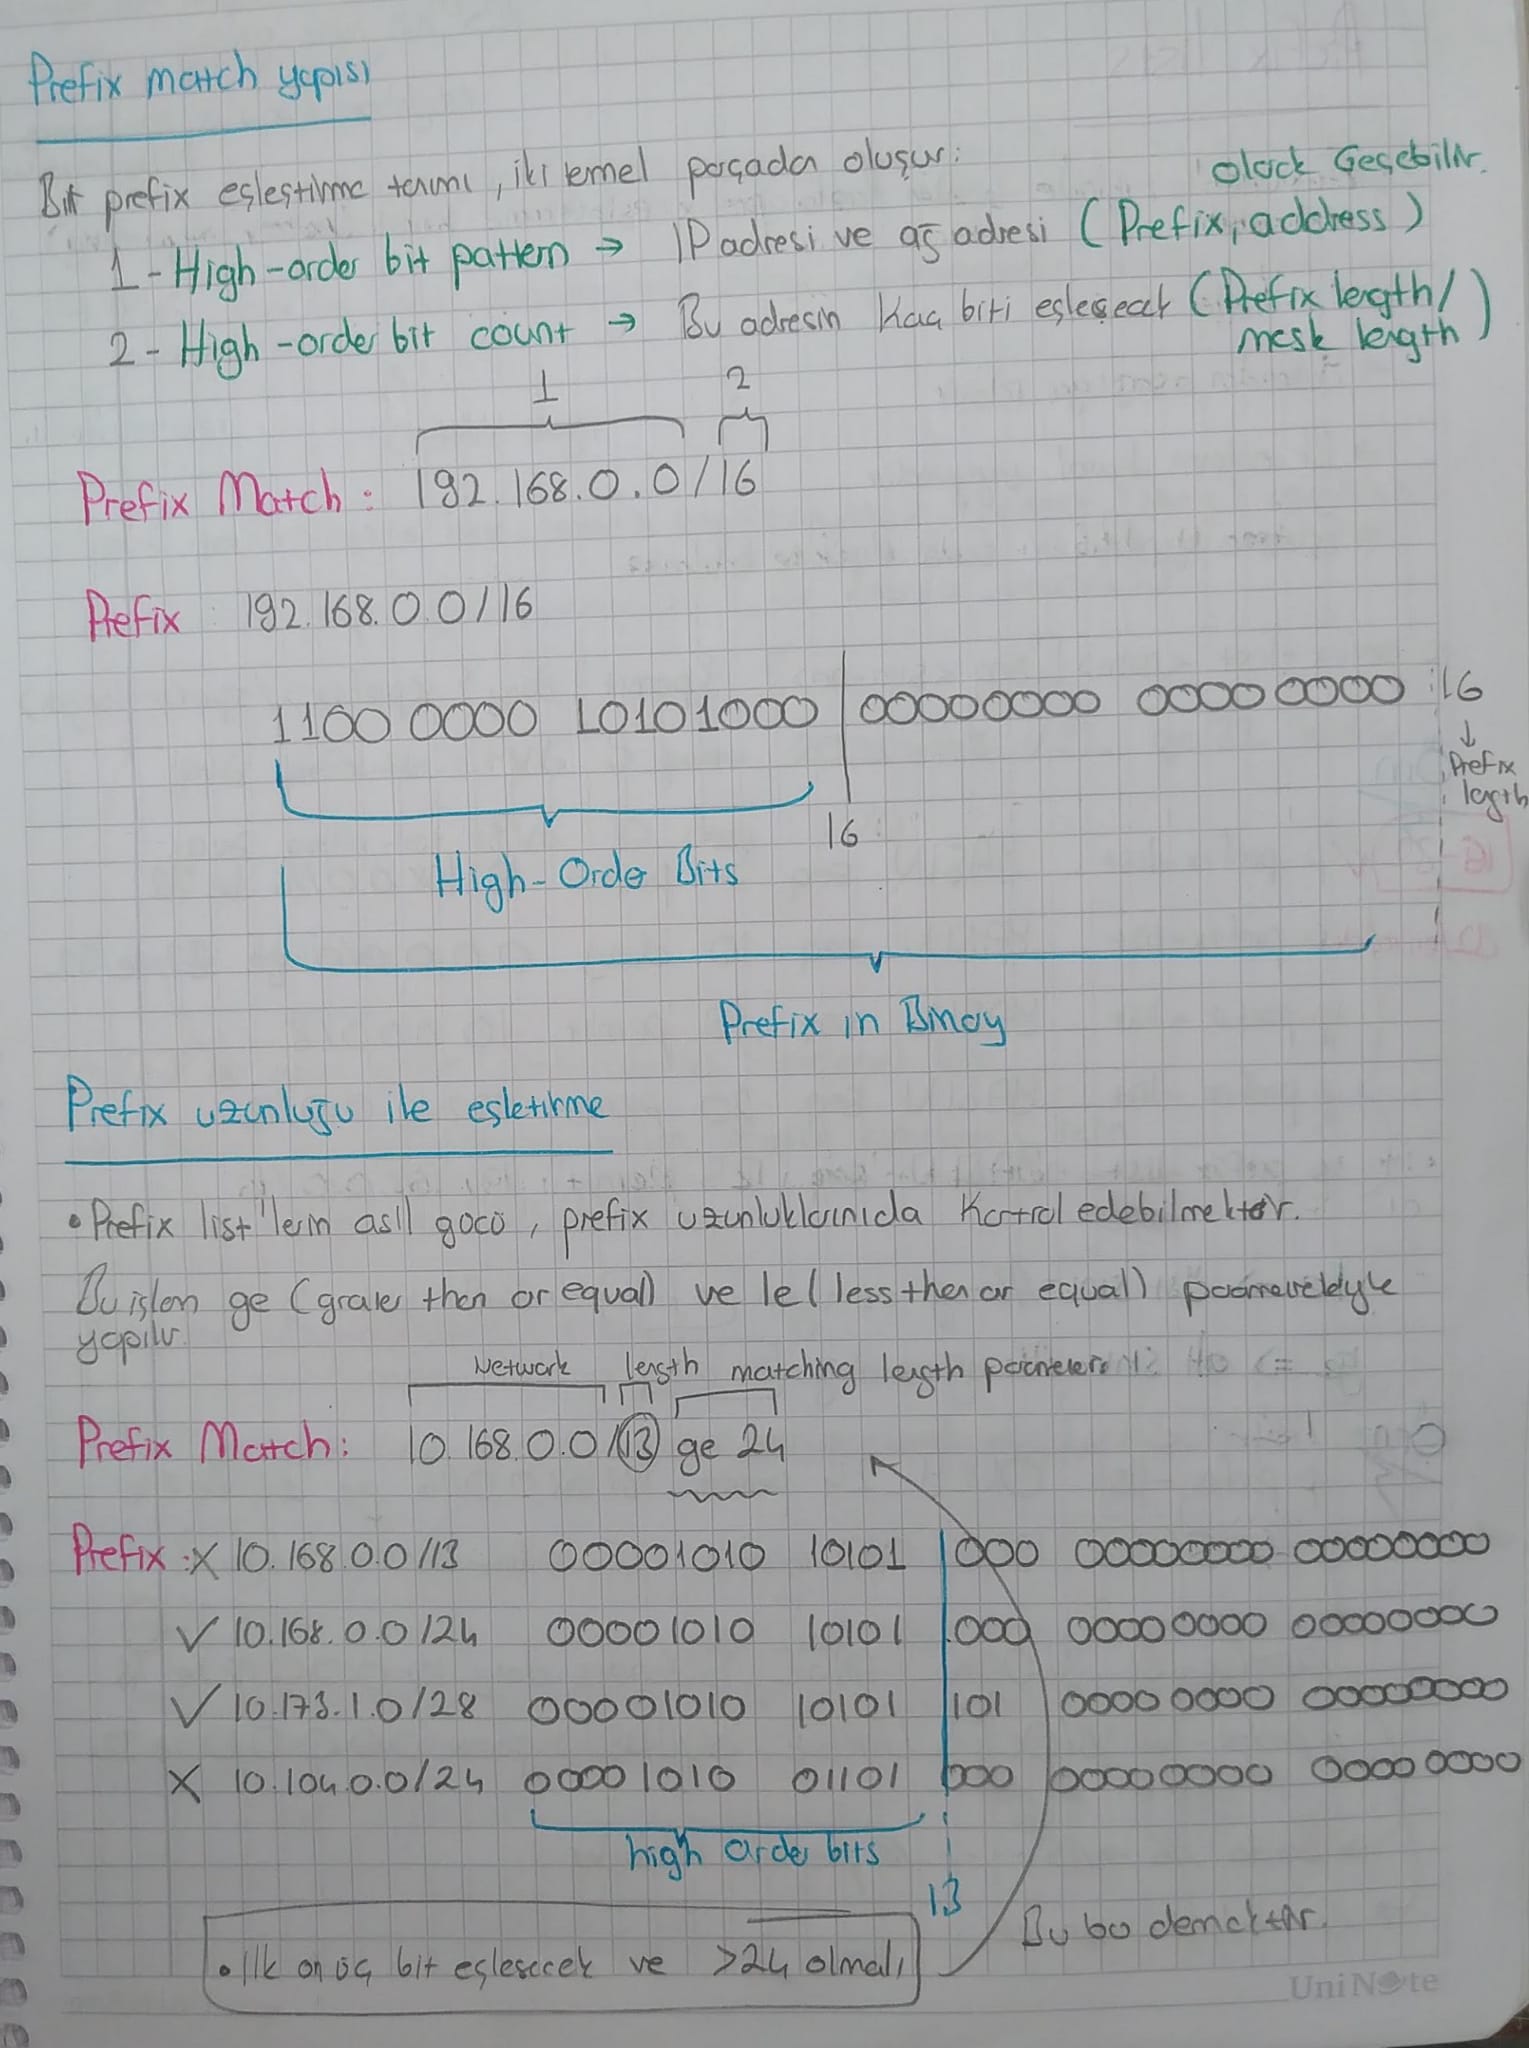 Prefix match yapısı
Bir prefix eşleştirme tanımı, iki temel parçadan oluşur:
olarak Geçebilir.
1 - High-order bit pattern → IP adresi ve ağ adresi (Prefix, address)
2 - High-order bit count → Bu adresin kaç biti eşleşecek (Prefix length/
mask length)
1 2
Prefix Match: 192.168.0.0/16
Prefix 192.168.0.0/16
1100 0000 10101000 | 00000000 0000 0000 16
↓
Prefix
length
16
High-Order Bits
Prefix in Binary
Prefix uzunluğu ile eşletirme
• Prefix list'lerin asıl gücü, prefix uzunluklarınıda kontrol edebilmektir.
Bu işlem ge (grater then or equal) ve le (less then or equal) parametreleriyle
yapılır.
Network length matching length parameters
Prefix Match: 10.168.0.0/13 ge 24
Prefix: X 10.168.0.0/13 00001010 10101 000 00000000 00000000
✓ 10.168.0.0/24 00001010 10101 000 00000000 00000000
✓ 10.173.1.0/28 00001010 10101 101 00000000 00000000
X 10.104.0.0/24 00001010 01101 000 00000000 00000000
high order bits
13
Bu bu demektir.
• İlk on üç bit eşleşecek ve >24 olmalı
UniNote